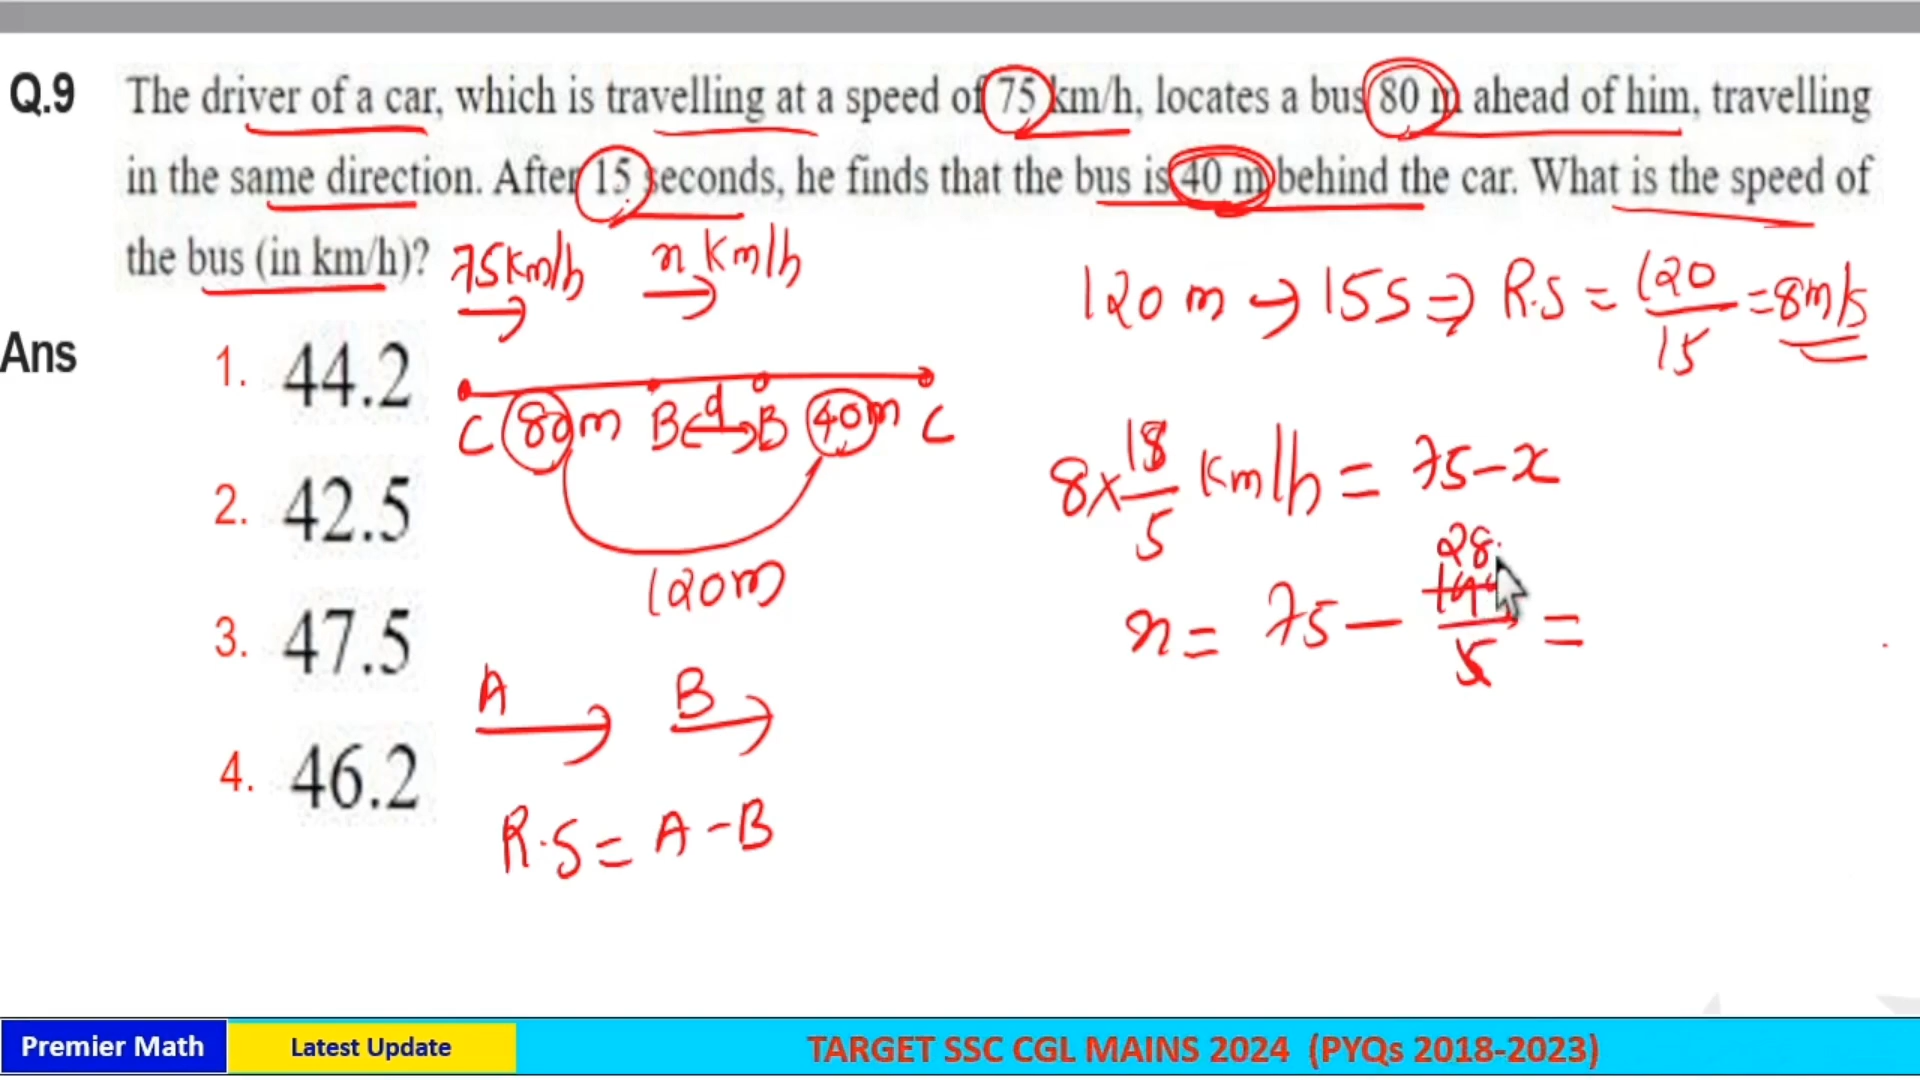 Q.9 The driver of a car, which is travelling at a speed of 75 km/h, locates a bus 80 m ahead of him, travelling
in the same direction. After 15 seconds, he finds that the bus is 40 m behind the car. What is the speed of
the bus (in km/h)?
75km/h x km/h
120 m → 15s ⇒ R.S = 120/15 = 8m/s
Ans
1. 44.2
C 80m B d B 40m C
120m
8 × 18/5 km/h = 75 - x
2. 42.5
28.
x = 75 - 144/5 =
3. 47.5
A B
4. 46.2
R.S = A - B
Premier Math Latest Update TARGET SSC CGL MAINS 2024 (PYQs 2018-2023)